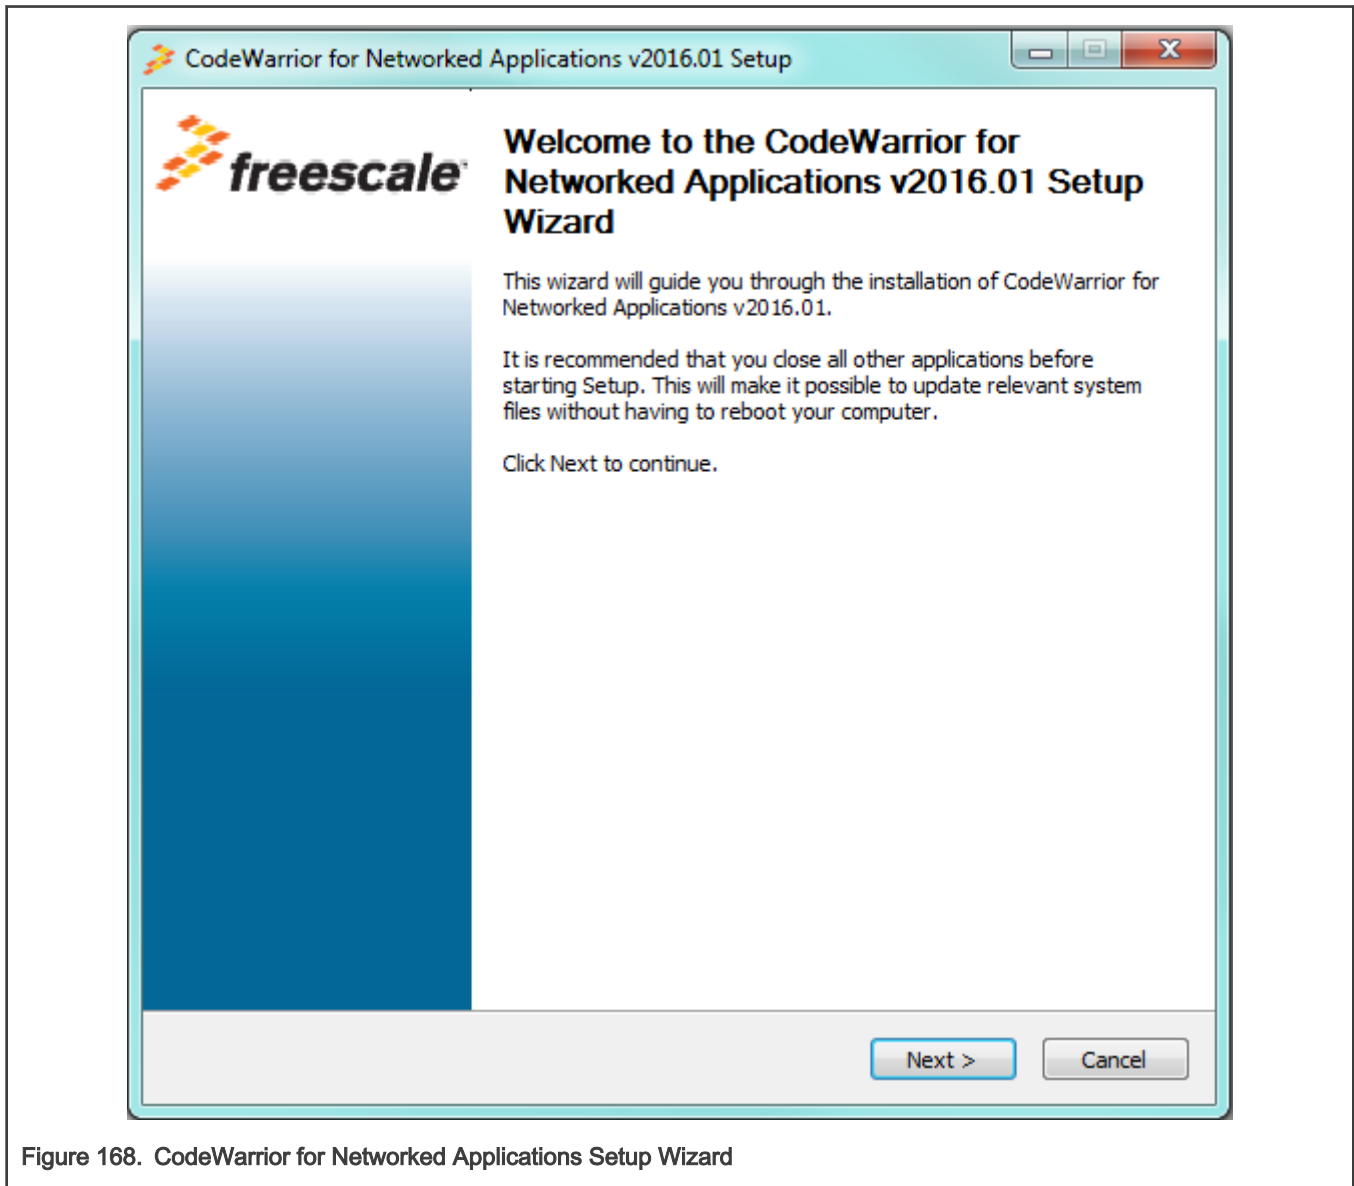 CodeWarrior for Networked Applications v2016.01 Setup
freescale
Welcome to the CodeWarrior for
Networked Applications v2016.01 Setup
Wizard
This wizard will guide you through the installation of CodeWarrior for
Networked Applications v2016.01.
It is recommended that you close all other applications before
starting Setup. This will make it possible to update relevant system
files without having to reboot your computer.
Click Next to continue.
Next >
Cancel
Figure 168. CodeWarrior for Networked Applications Setup Wizard